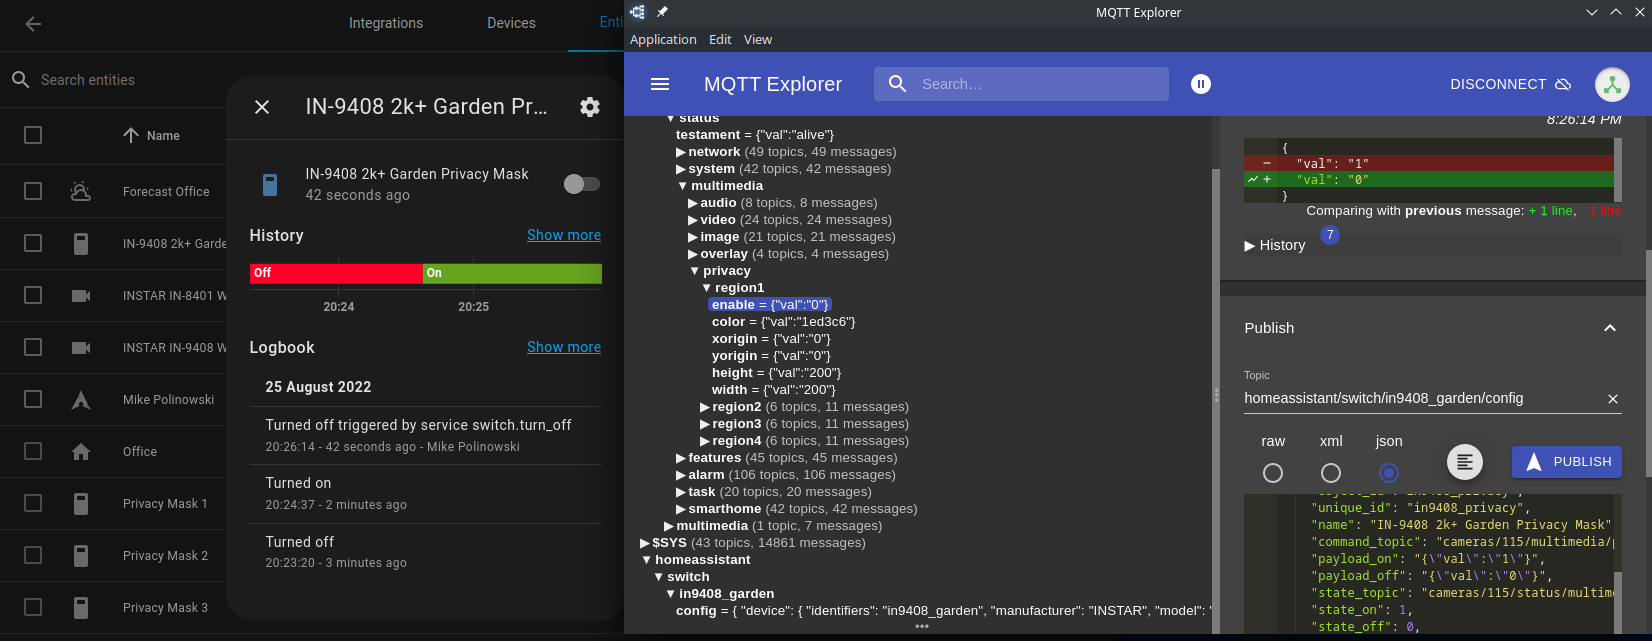 Integrations
Devices
Enti
Search entities
Name
Forecast Office
IN-9408 2k+ Garde
INSTAR IN-8401 W
INSTAR IN-9408 W
Mike Polinowski
Office
Privacy Mask 1
Privacy Mask 2
Privacy Mask 3
IN-9408 2k+ Garden Pr...
IN-9408 2k+ Garden Privacy Mask
42 seconds ago
History
Show more
Off
On
20:24
20:25
Logbook
Show more
25 August 2022
Turned off triggered by service switch.turn_off
20:26:14 - 42 seconds ago - Mike Polinowski
Turned on
20:24:37 - 2 minutes ago
Turned off
20:23:20 - 3 minutes ago
MQTT Explorer
Application Edit View
MQTT Explorer
Search...
DISCONNECT
▼ status
testament = {"val":"alive"}
▶ network (49 topics, 49 messages)
▶ system (42 topics, 42 messages)
▼ multimedia
▶ audio (8 topics, 8 messages)
▶ video (24 topics, 24 messages)
▶ image (21 topics, 21 messages)
▶ overlay (4 topics, 4 messages)
▼ privacy
▼ region1
enable = {"val":"0"}
color = {"val":"1ed3c6"}
xorigin = {"val":"0"}
yorigin = {"val":"0"}
height = {"val":"200"}
width = {"val":"200"}
▶ region2 (6 topics, 11 messages)
▶ region3 (6 topics, 11 messages)
▶ region4 (6 topics, 11 messages)
▶ features (45 topics, 45 messages)
▶ alarm (106 topics, 106 messages)
▶ task (20 topics, 20 messages)
▶ smarthome (42 topics, 42 messages)
▶ multimedia (1 topic, 7 messages)
▶ $SYS (43 topics, 14861 messages)
▼ homeassistant
▼ switch
▼ in9408_garden
config = { "device": { "identifiers": "in9408_garden", "manufacturer": "INSTAR", "model": "
8:26:14 PM
{
− "val": "1"
+ "val": "0"
}
Comparing with previous message: + 1 line, - 1 line
▶ History 7
Publish
Topic
homeassistant/switch/in9408_garden/config
raw xml json
PUBLISH
"unique_id": "in9408_privacy",
"name": "IN-9408 2k+ Garden Privacy Mask"
"command_topic": "cameras/115/multimedia/p
"payload_on": "{\"val\":\"1\"}",
"payload_off": "{\"val\":\"0\"}",
"state_topic": "cameras/115/status/multime
"state_on": 1,
"state_off": 0,